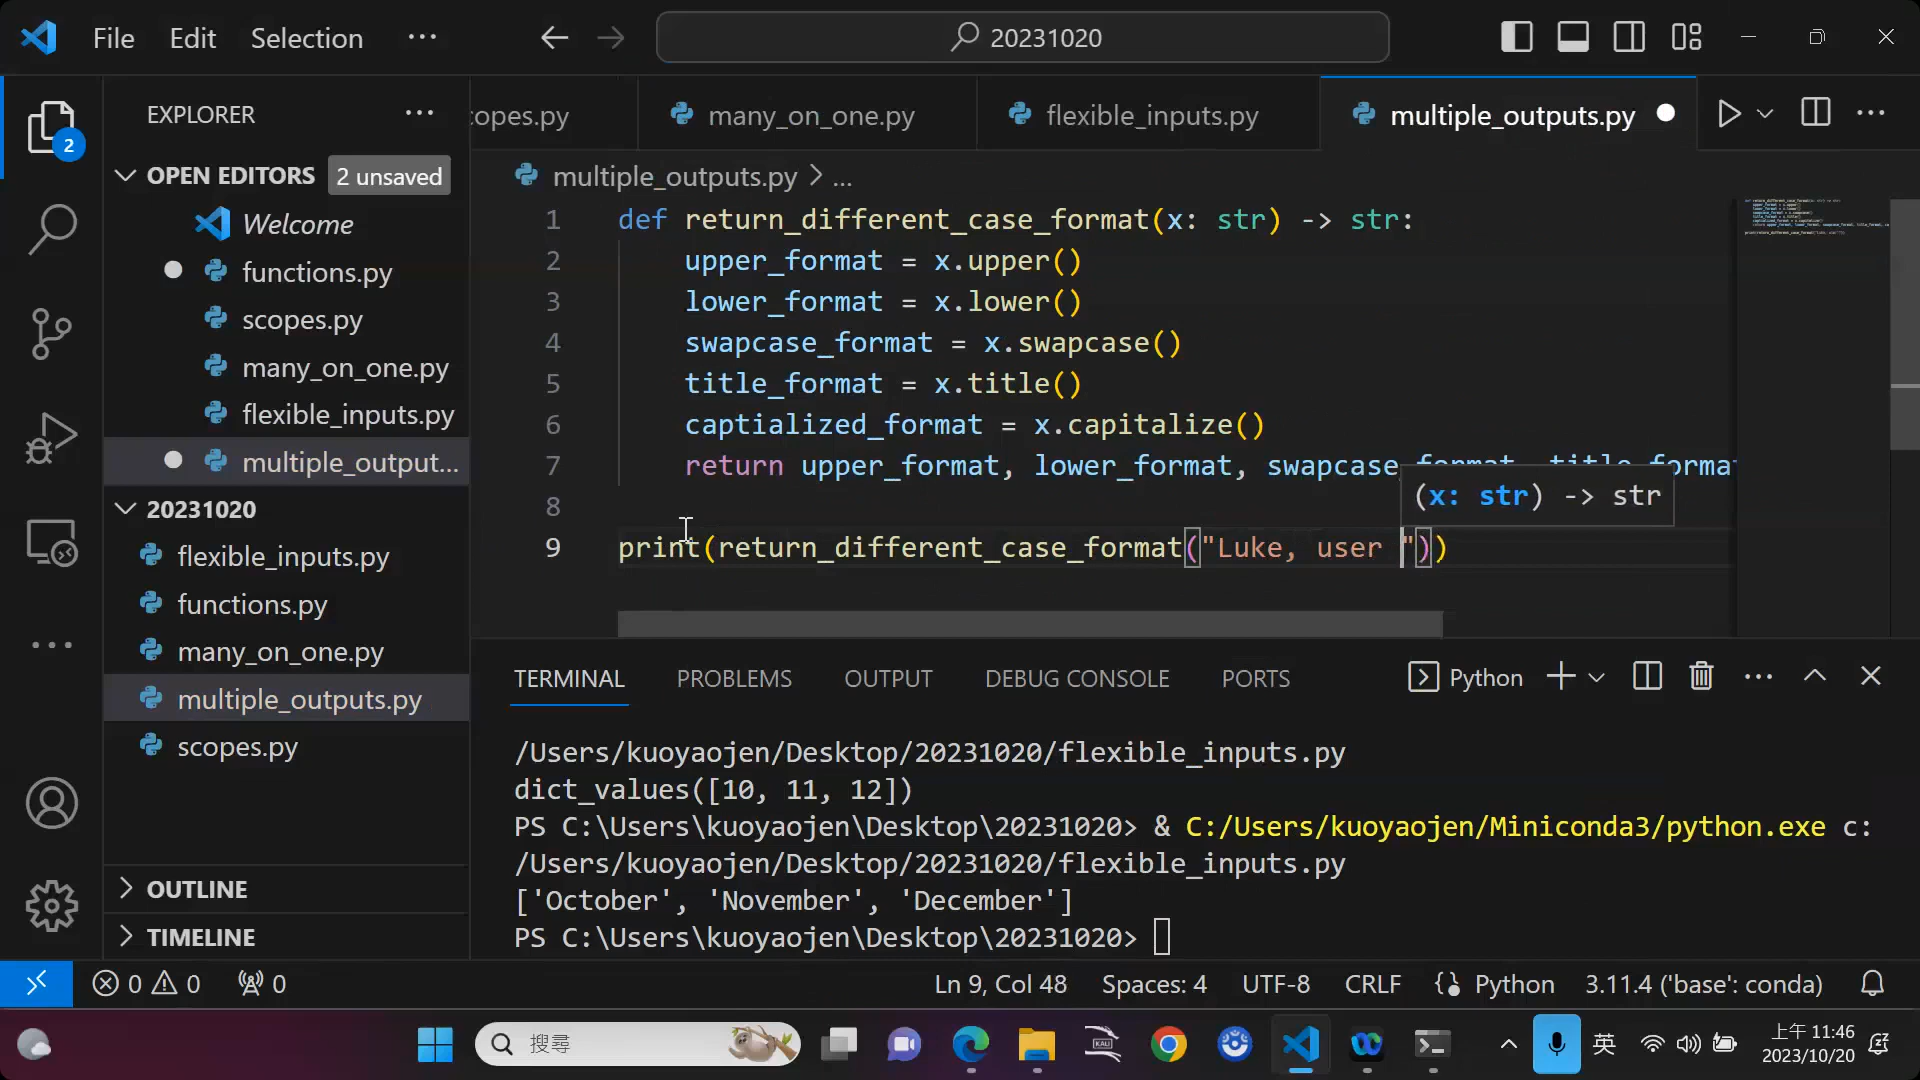 File Edit Selection ···
20231020
EXPLORER ···
OPEN EDITORS 2 unsaved
Welcome
functions.py
scopes.py
many_on_one.py
flexible_inputs.py
multiple_output...
20231020
flexible_inputs.py
functions.py
many_on_one.py
multiple_outputs.py
scopes.py
OUTLINE
TIMELINE
2
copes.py many_on_one.py flexible_inputs.py multiple_outputs.py
multiple_outputs.py > ...
1 def return_different_case_format(x: str) -> str:
2 upper_format = x.upper()
3 lower_format = x.lower()
4 swapcase_format = x.swapcase()
5 title_format = x.title()
6 captialized_format = x.capitalize()
7 return upper_format, lower_format, swapcase_format, title_forma
(x: str) -> str
8
9 print(return_different_case_format("Luke, user "))
TERMINAL PROBLEMS OUTPUT DEBUG CONSOLE PORTS Python
/Users/kuoyaojen/Desktop/20231020/flexible_inputs.py
dict_values([10, 11, 12])
PS C:\Users\kuoyaojen\Desktop\20231020> & C:/Users/kuoyaojen/Miniconda3/python.exe c:
/Users/kuoyaojen/Desktop/20231020/flexible_inputs.py
['October', 'November', 'December']
PS C:\Users\kuoyaojen\Desktop\20231020>
0 0 0 Ln 9, Col 48 Spaces: 4 UTF-8 CRLF Python 3.11.4 ('base': conda)
搜尋 英 上午 11:46
2023/10/20